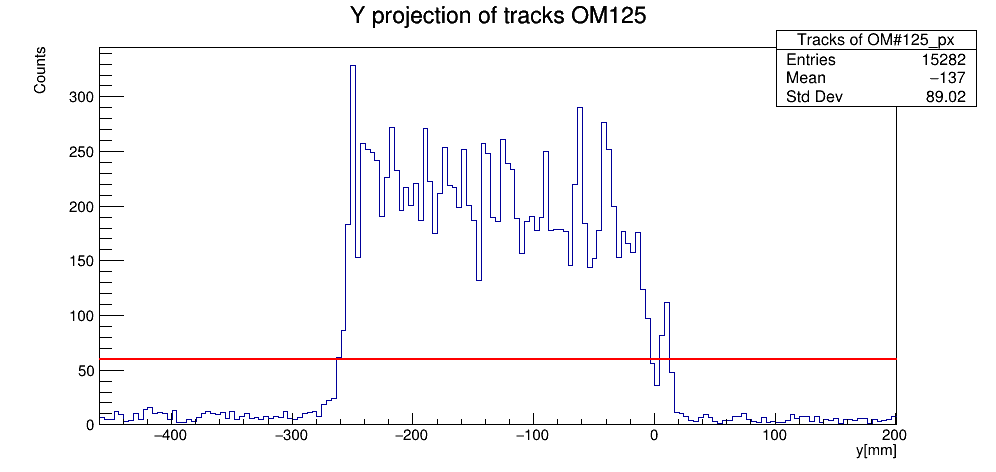 Y projection of tracks OM125
Counts
Tracks of OM#125_px
Entries 15282
Mean −137
Std Dev 89.02
300
250
200
150
100
50
0
−400 −300 −200 −100 0 100 200
y[mm]